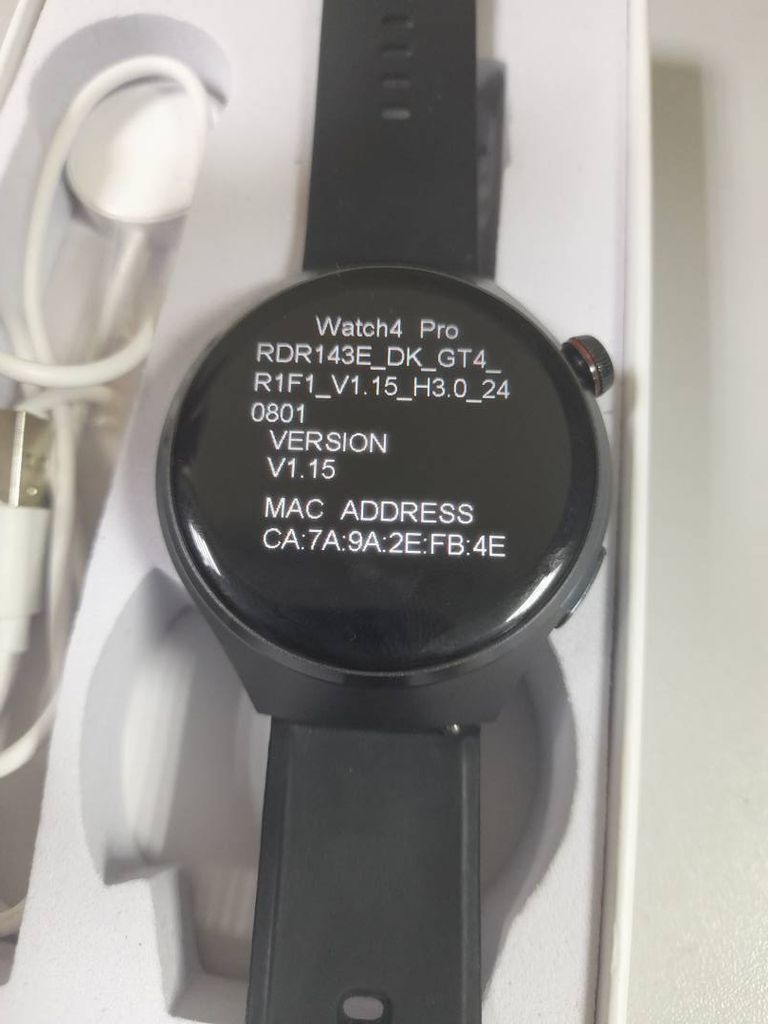 Watch4 Pro
RDR143E_DK_GT4_
R1F1_V1.15_H3.0_24
0801
VERSION
V1.15
MAC ADDRESS
CA:7A:9A:2E:FB:4E